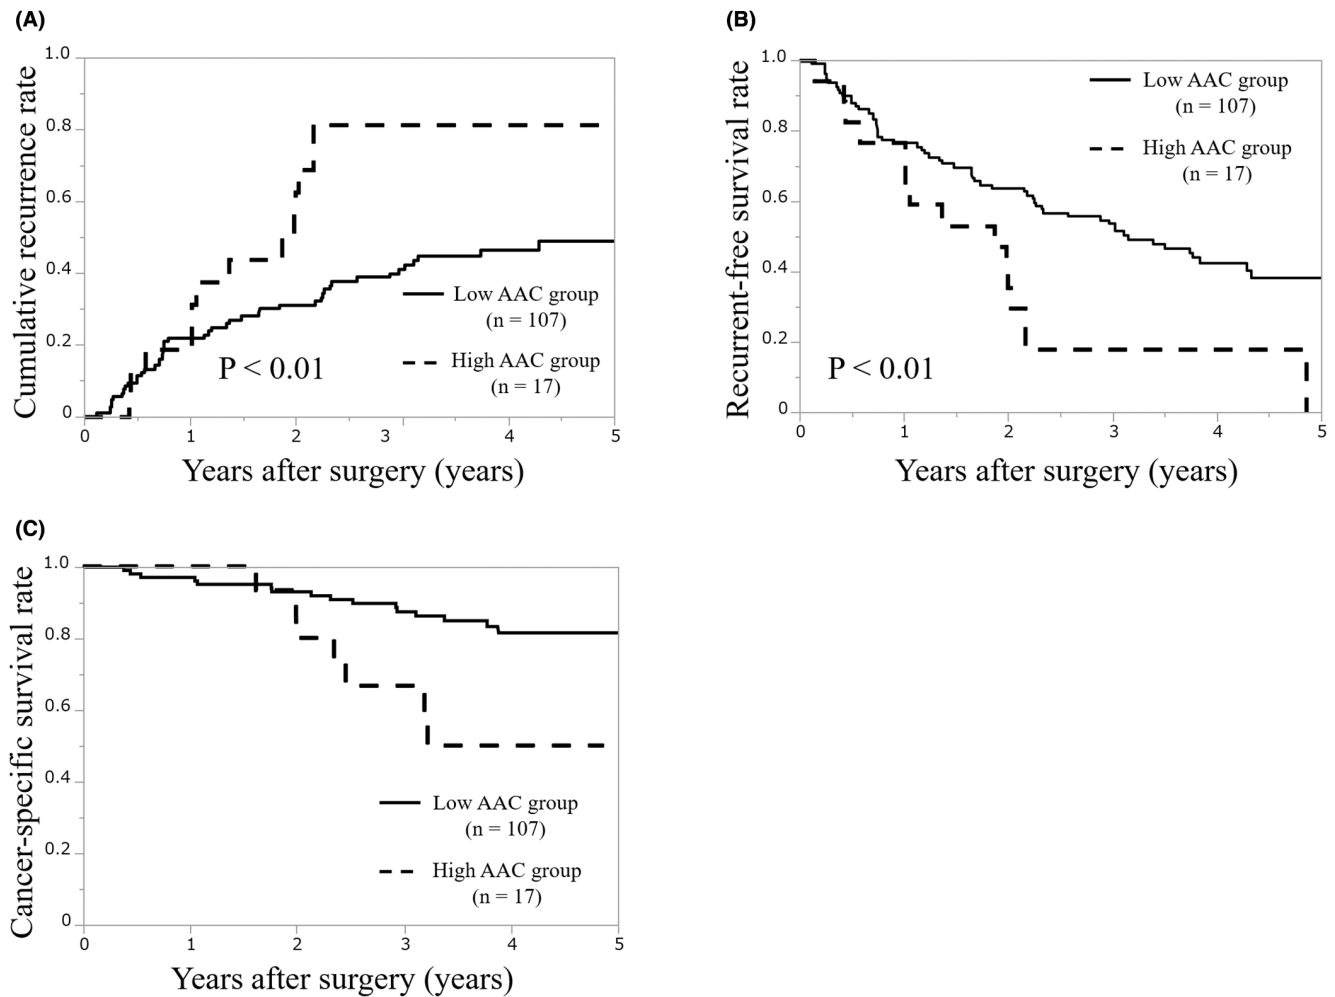 (A)
Cumulative recurrence rate
1.0
0.8
0.6
0.4
0.2
0
0 1 2 3 4 5
Years after surgery (years)
Low AAC group
(n = 107)
High AAC group
(n = 17)
P < 0.01
(B)
Recurrent-free survival rate
1.0
0.8
0.6
0.4
0.2
0
0 1 2 3 4 5
Years after surgery (years)
Low AAC group
(n = 107)
High AAC group
(n = 17)
P < 0.01
(C)
Cancer-specific survival rate
1.0
0.8
0.6
0.4
0.2
0
0 1 2 3 4 5
Years after surgery (years)
Low AAC group
(n = 107)
High AAC group
(n = 17)